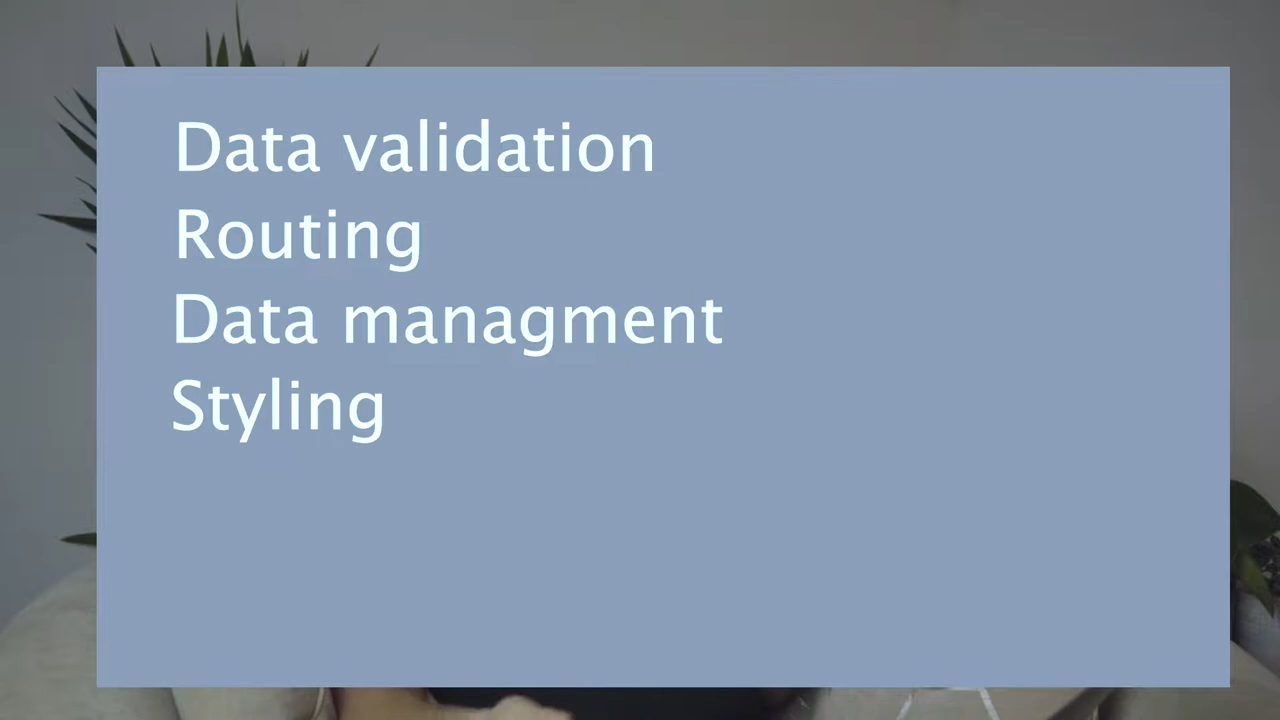 Data validation
Routing
Data managment
Styling